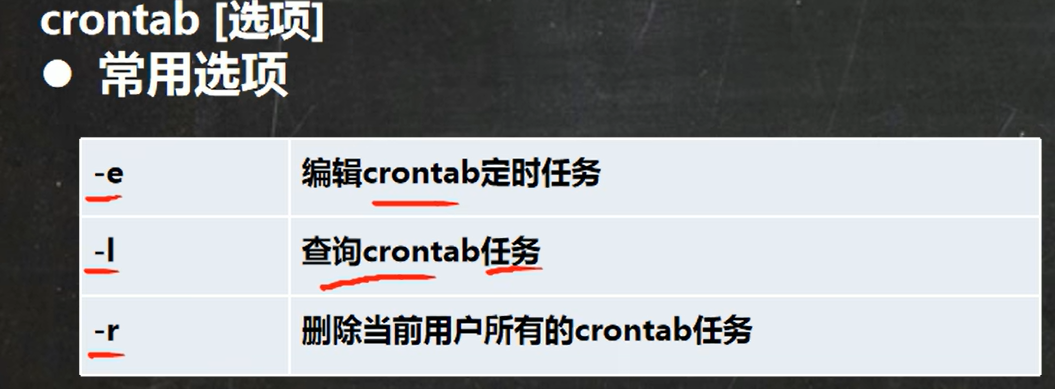 crontab [选项]
● 常用选项
-e 编辑crontab定时任务
-l 查询crontab任务
-r 删除当前用户所有的crontab任务